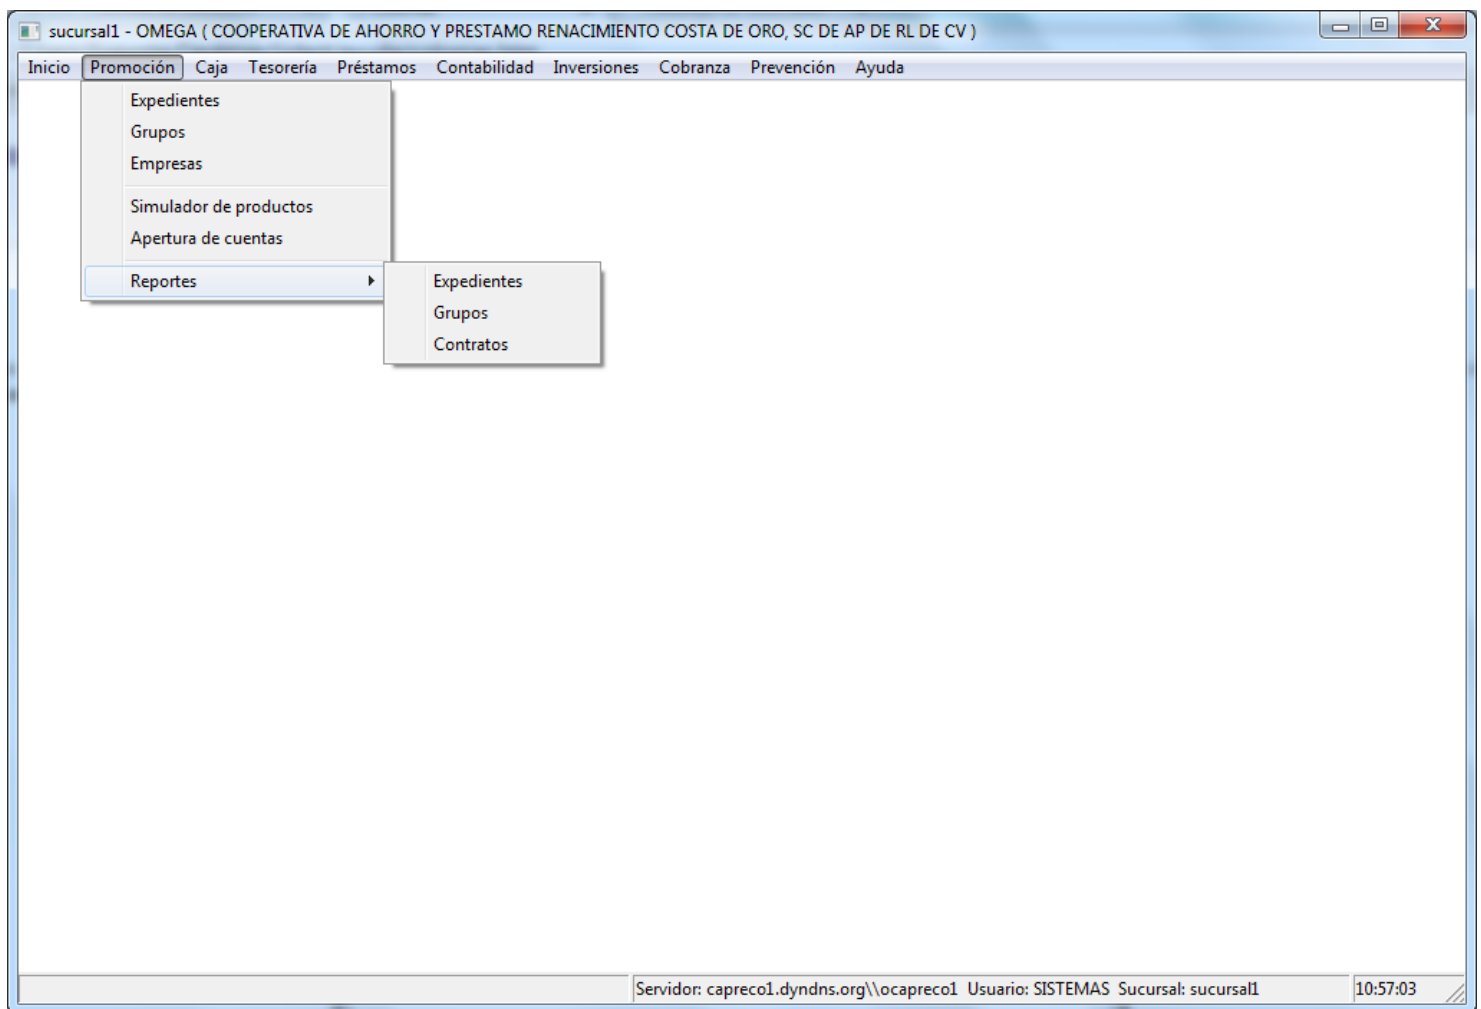 sucursal1 - OMEGA ( COOPERATIVA DE AHORRO Y PRESTAMO RENACIMIENTO COSTA DE ORO, SC DE AP DE RL DE CV )
Inicio Promoción Caja Tesorería Préstamos Contabilidad Inversiones Cobranza Prevención Ayuda
Expedientes
Grupos
Empresas
Simulador de productos
Apertura de cuentas
Reportes
Expedientes
Grupos
Contratos
Servidor: capreco1.dyndns.org\\ocapreco1 Usuario: SISTEMAS Sucursal: sucursal1 10:57:03